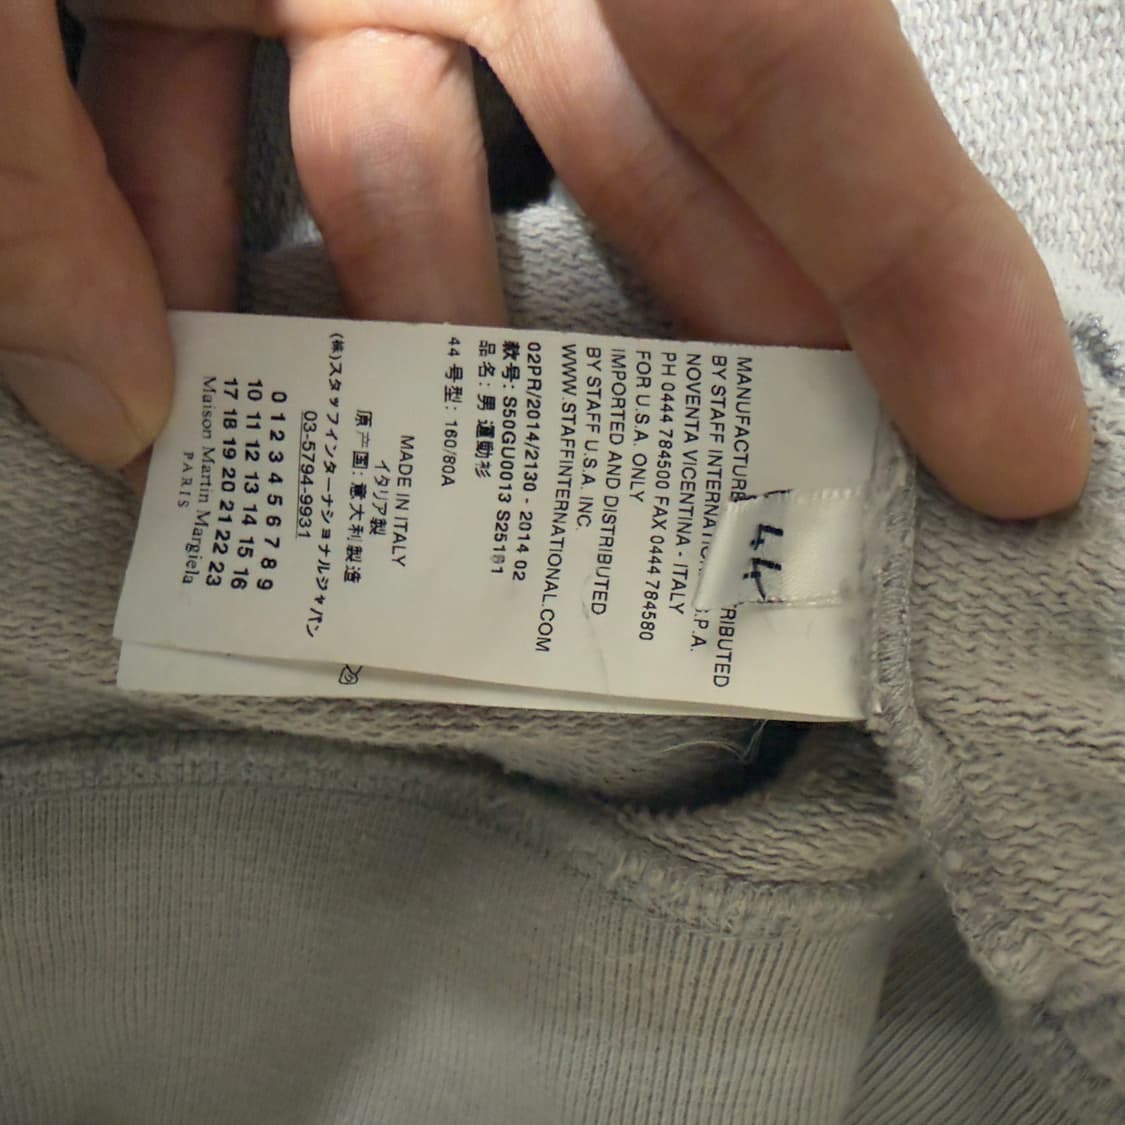 44
MANUFACTURE RIBUTED
BY STAFF INTERNATIO .P.A.
NOVENTA VICENTINA - ITALY
PH 0444 784500 FAX 0444 784580
FOR U.S.A. ONLY
IMPORTED AND DISTRIBUTED
BY STAFF U.S.A. INC.
WWW.STAFFINTERNATIONAL.COM
02PR/2014/2130 - 2014 02
款号: S50GU0013 S25181
品名: 男 運動衫
44 号型: 160/80A
MADE IN ITALY
イタリア製
原产国: 意大利製造
(株)スタッフインターナショナルジャパン
03-5794-9931
0 1 2 3 4 5 6 7 8 9
10 11 12 13 14 15 16
17 18 19 20 21 22 23
Maison Martin Margiela
PARIS